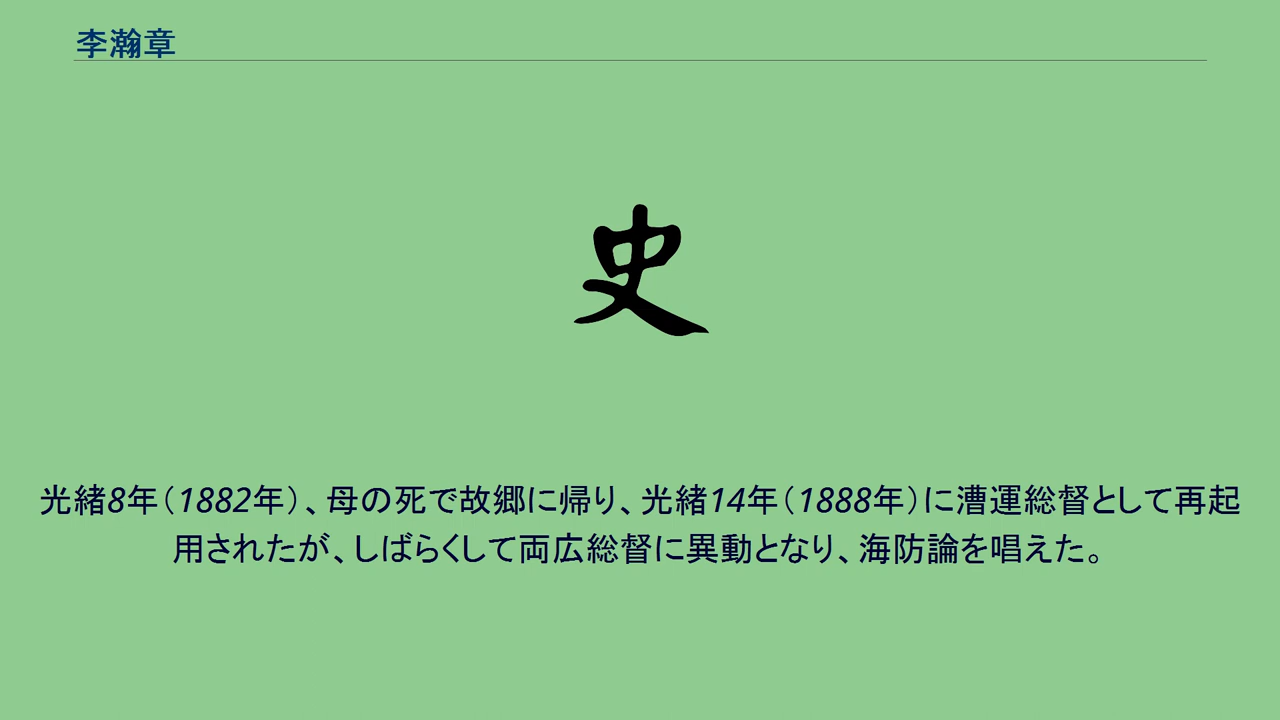 李瀚章
史
光緒8年（1882年）、母の死で故郷に帰り、光緒14年（1888年）に漕運総督として再起
用されたが、しばらくして両広総督に異動となり、海防論を唱えた。